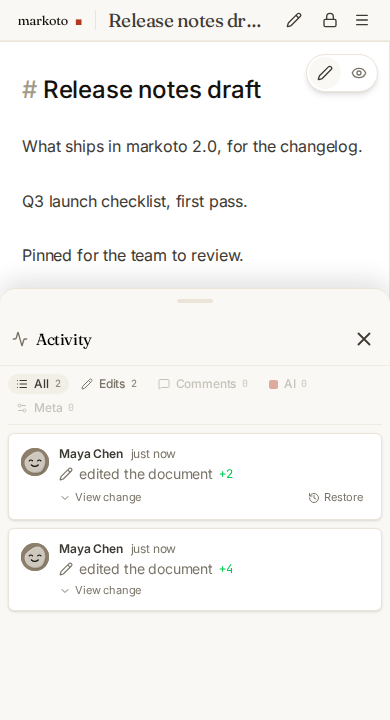 markoto
Release notes dr...
# Release notes draft
What ships in markoto 2.0, for the changelog.
Q3 launch checklist, first pass.
Pinned for the team to review.
Activity
All 2 Edits 2 Comments 0 AI 0
Meta 0
Maya Chen just now
edited the document +2
View change Restore
Maya Chen just now
edited the document +4
View change